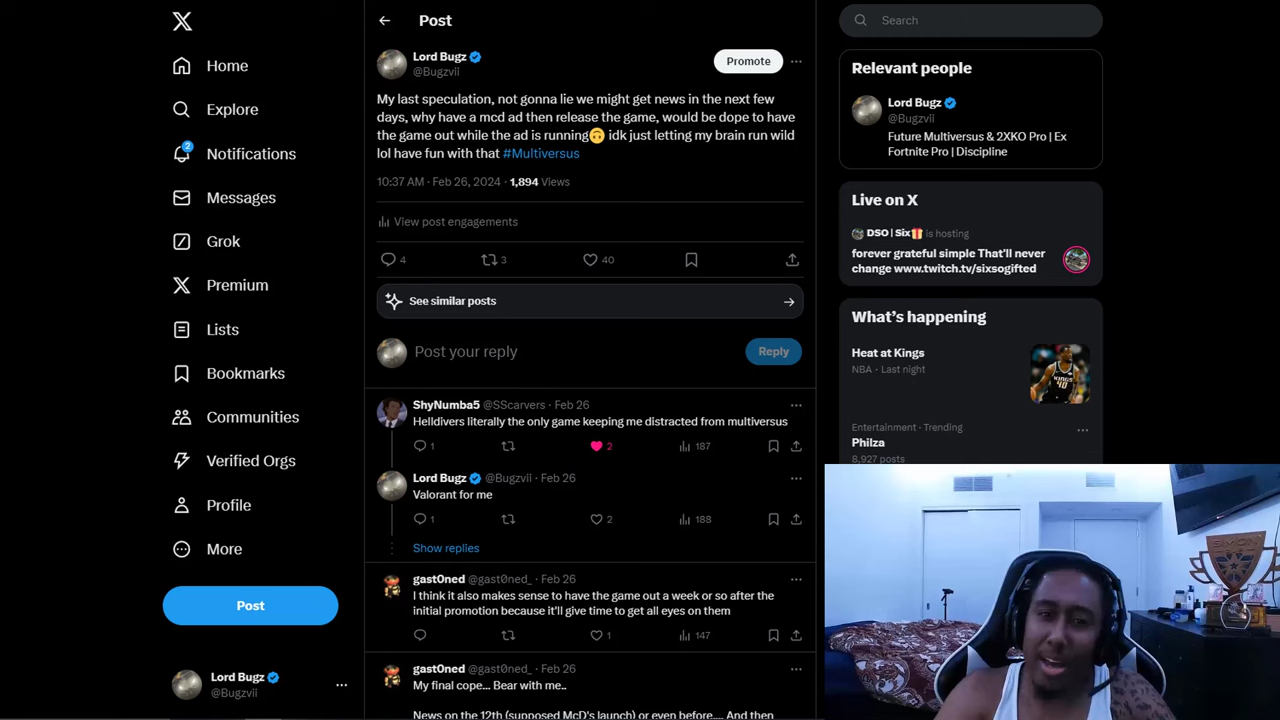 Home
Explore
2
Notifications
Messages
Grok
Premium
Lists
Bookmarks
Communities
Verified Orgs
Profile
More
Post
Lord Bugz
@Bugzvii
Post
Lord Bugz
@Bugzvii
Promote
My last speculation, not gonna lie we might get news in the next few
days, why have a mcd ad then release the game, would be dope to have
the game out while the ad is running🙃 idk just letting my brain run wild
lol have fun with that #Multiversus
10:37 AM · Feb 26, 2024 · 1,894 Views
View post engagements
4 3 40
See similar posts
Post your reply
Reply
ShyNumba5 @SScarvers · Feb 26
Helldivers literally the only game keeping me distracted from multiversus
1 2 187
Lord Bugz @Bugzvii · Feb 26
Valorant for me
1 2 188
Show replies
gast0ned @gast0ned_ · Feb 26
I think it also makes sense to have the game out a week or so after the
initial promotion because it'll give time to get all eyes on them
1 147
gast0ned @gast0ned_ · Feb 26
My final cope... Bear with me..
News on the 12th (supposed McD's launch) or even before.... And then
Search
Relevant people
Lord Bugz
@Bugzvii
Future Multiversus & 2XKO Pro | Ex
Fortnite Pro | Discipline
Live on X
DSO | Six🎁 is hosting
forever grateful simple That'll never
change www.twitch.tv/sixsogifted
What's happening
Heat at Kings
NBA · Last night
KINGS
40
Entertainment · Trending
Philza
8,927 posts